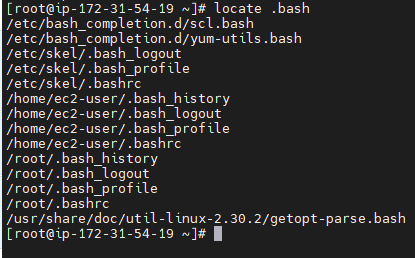 [root@ip-172-31-54-19 ~]# locate .bash
/etc/bash_completion.d/scl.bash
/etc/bash_completion.d/yum-utils.bash
/etc/skel/.bash_logout
/etc/skel/.bash_profile
/etc/skel/.bashrc
/home/ec2-user/.bash_history
/home/ec2-user/.bash_logout
/home/ec2-user/.bash_profile
/home/ec2-user/.bashrc
/root/.bash_history
/root/.bash_logout
/root/.bash_profile
/root/.bashrc
/usr/share/doc/util-linux-2.30.2/getopt-parse.bash
[root@ip-172-31-54-19 ~]#